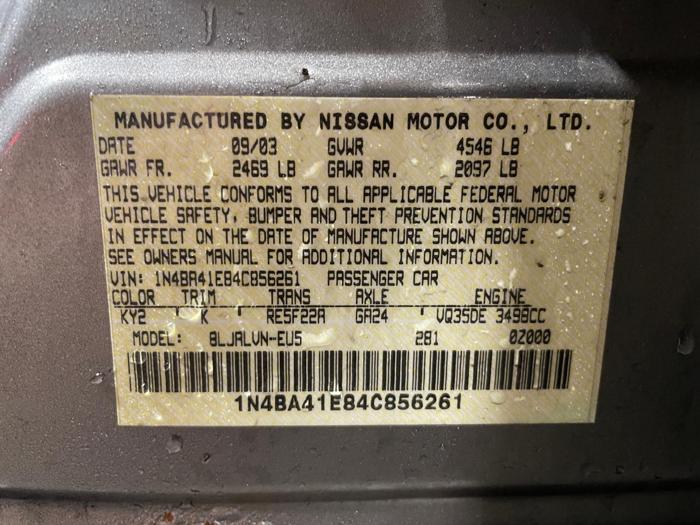 MANUFACTURED BY NISSAN MOTOR CO., LTD.
DATE 09/03 GVWR 4546 LB
GAWR FR. 2469 LB GAWR RR. 2097 LB
THIS VEHICLE CONFORMS TO ALL APPLICABLE FEDERAL MOTOR
VEHICLE SAFETY, BUMPER AND THEFT PREVENTION STANDARDS
IN EFFECT ON THE DATE OF MANUFACTURE SHOWN ABOVE.
SEE OWNERS MANUAL FOR ADDITIONAL INFORMATION.
VIN: 1N4BA41E84C856261 PASSENGER CAR
COLOR TRIM TRANS AXLE ENGINE
KY2 K RE5F22A GA24 VQ35DE 3498CC
MODEL: BLJALVN-EU5 281 0Z000
1N4BA41E84C856261